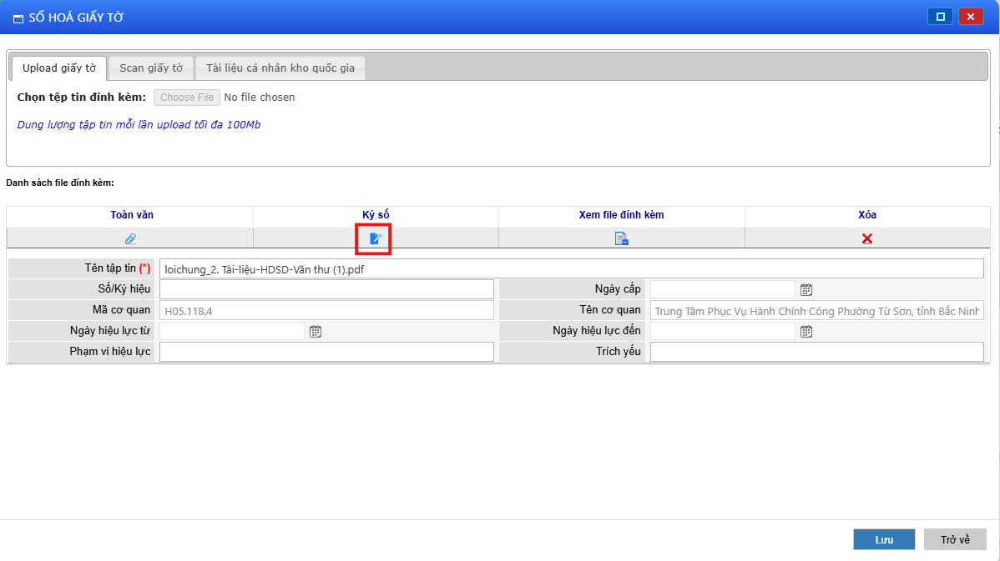 SỐ HOÁ GIẤY TỜ
Upload giấy tờ Scan giấy tờ Tài liệu cá nhân kho quốc gia
Chọn tệp tin đính kèm: Choose File No file chosen
Dung lượng tập tin mỗi lần upload tối đa 100Mb
Danh sách file đính kèm:
Toàn văn Ký số Xem file đính kèm Xóa
Tên tập tin (*) loichung_2. Tài-liệu-HDSD-Văn thư (1).pdf
Số/Ký hiệu Ngày cấp
Mã cơ quan H05.118.4 Tên cơ quan Trung Tâm Phục Vụ Hành Chính Công Phường Từ Sơn, tỉnh Bắc Ninh
Ngày hiệu lực từ Ngày hiệu lực đến
Phạm vi hiệu lực Trích yếu
Lưu Trở về